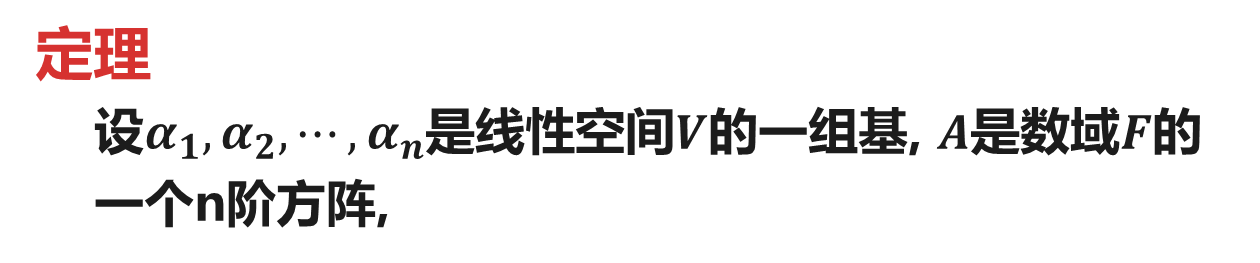 定理
设α₁, α₂, ⋯, αₙ是线性空间V的一组基, A是数域F的
一个n阶方阵,